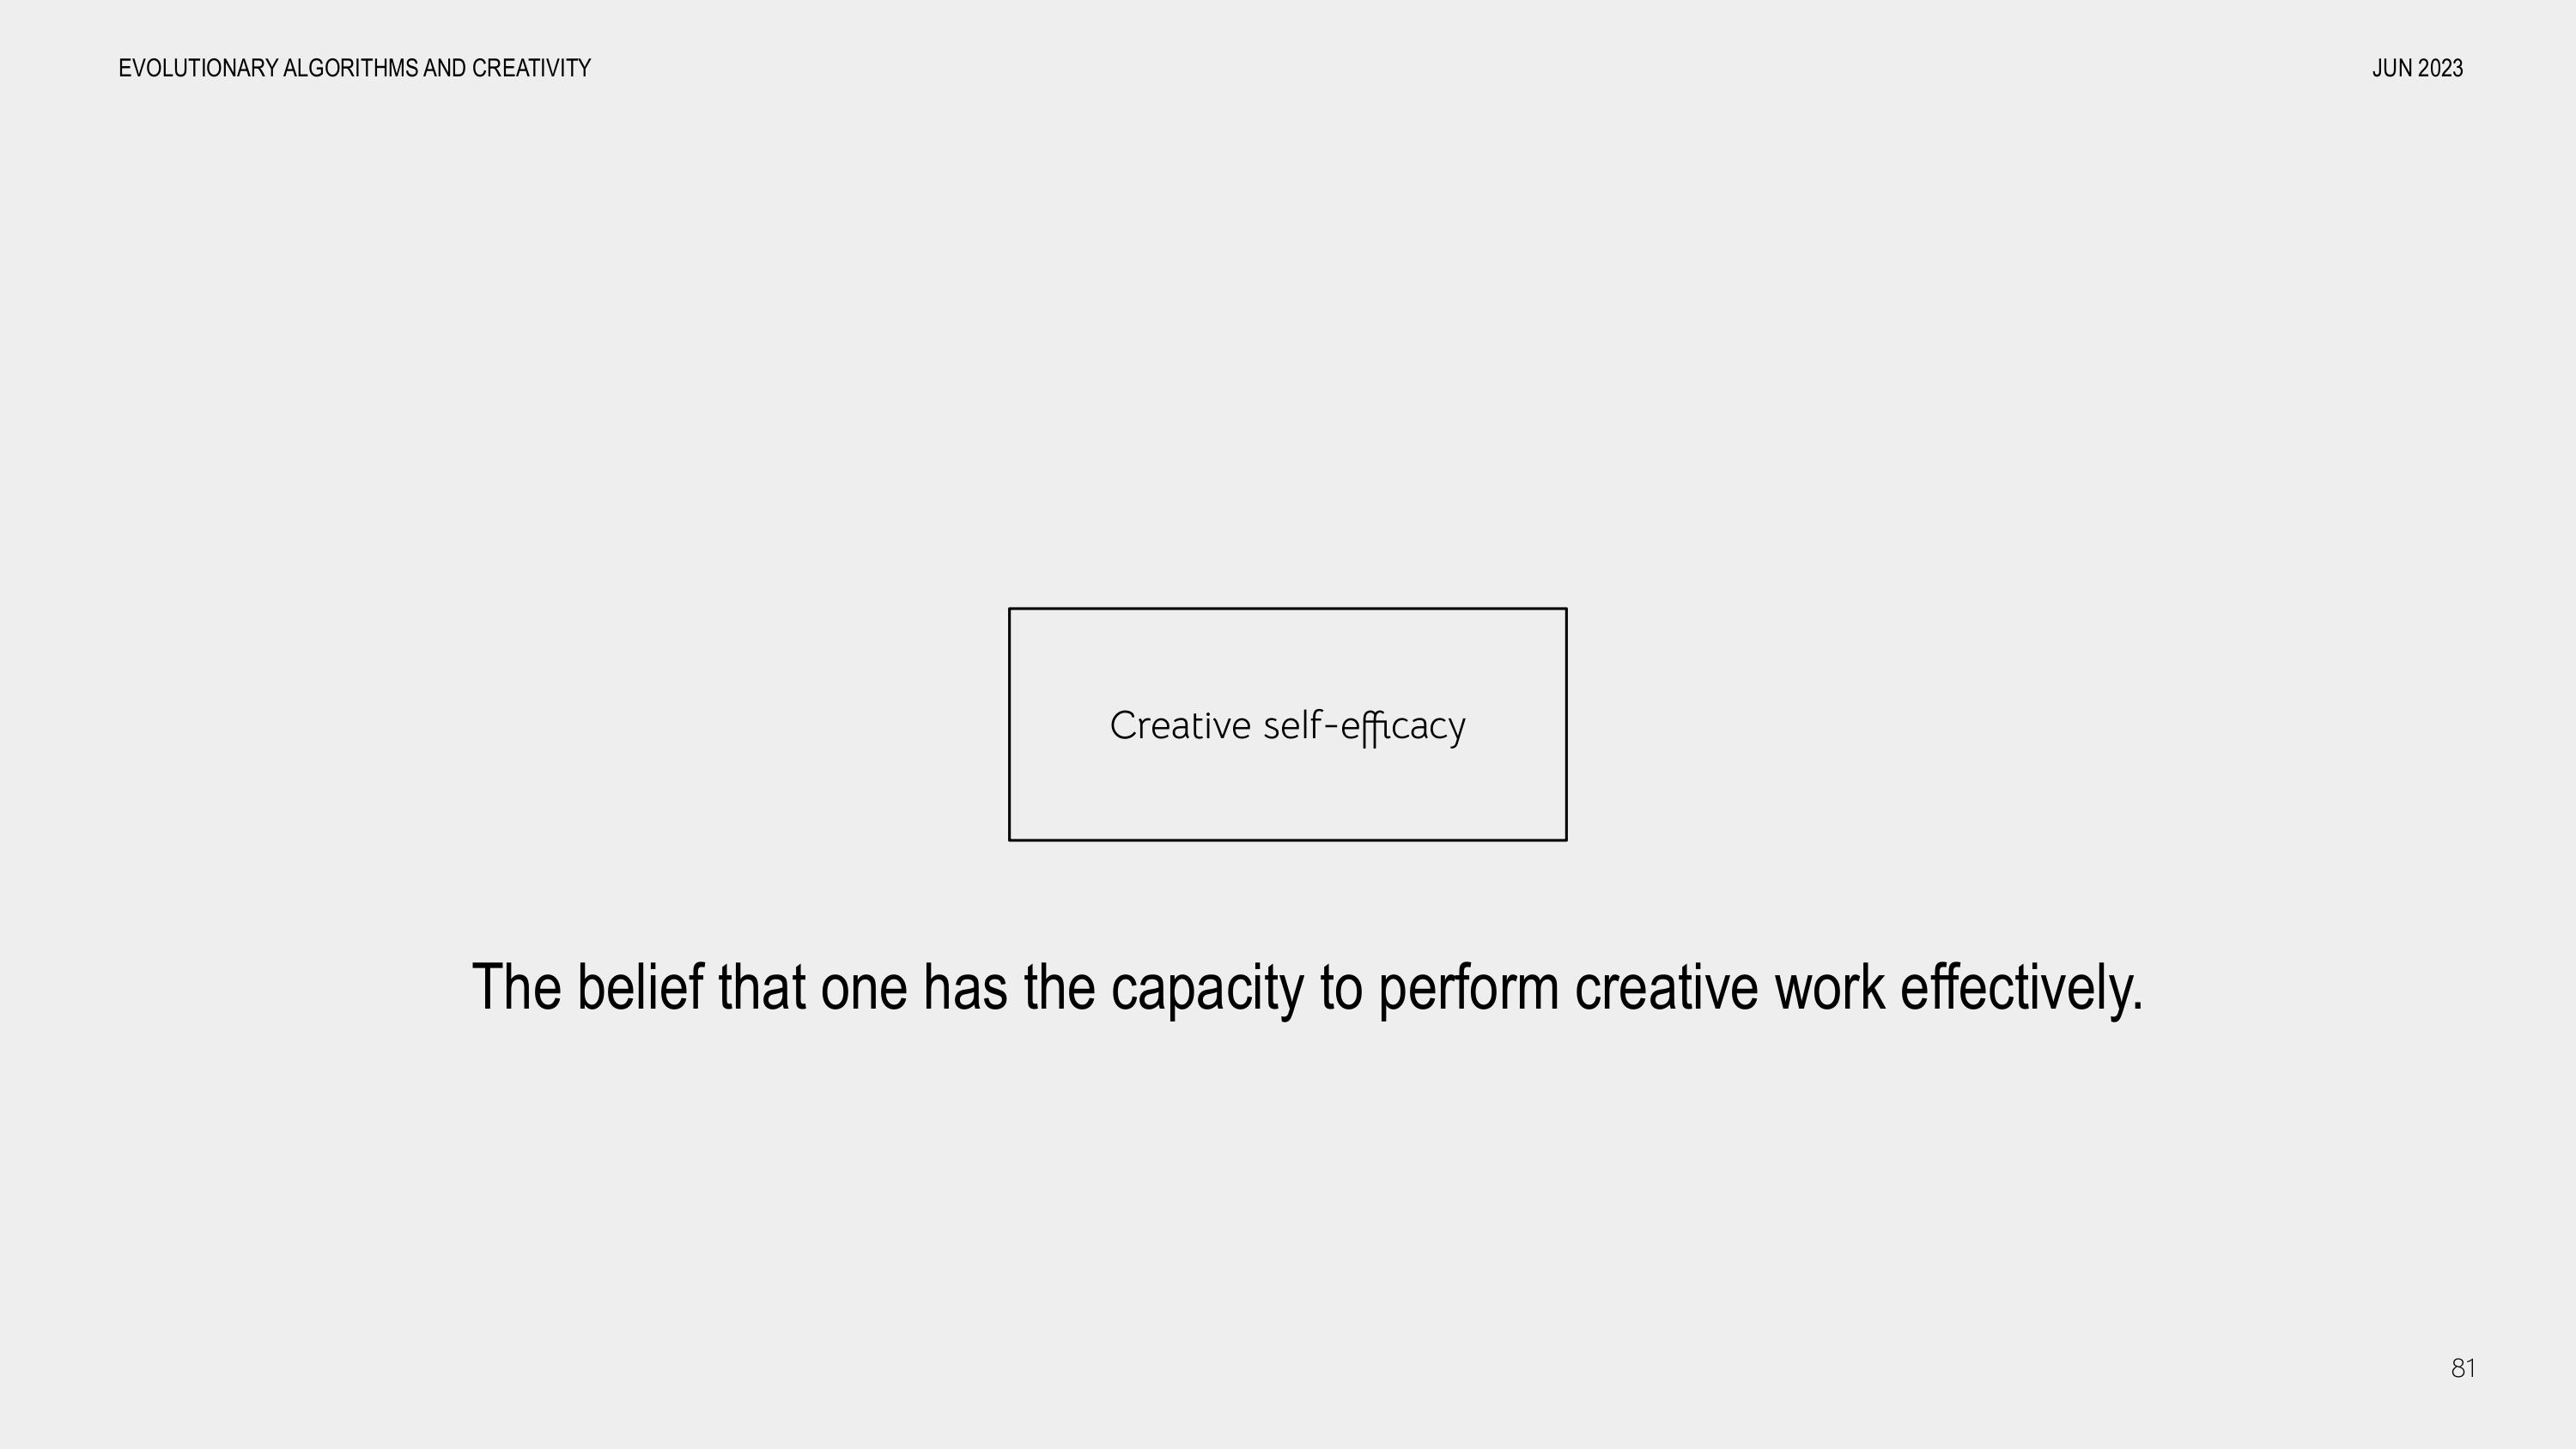 EVOLUTIONARY ALGORITHMS AND CREATIVITY
JUN 2023
Creative self-efficacy
The belief that one has the capacity to perform creative work effectively.
81